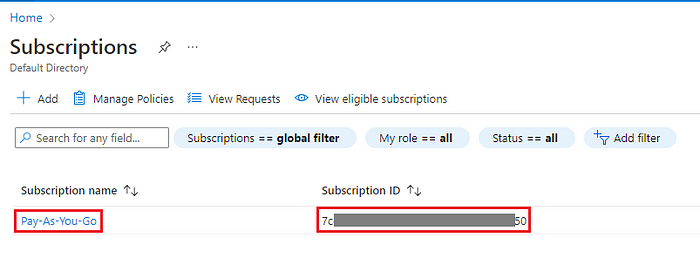 Home >
Subscriptions
Default Directory
Add Manage Policies View Requests View eligible subscriptions
Search for any field... Subscriptions == global filter My role == all Status == all Add filter
Subscription name Subscription ID
Pay-As-You-Go 7c 50